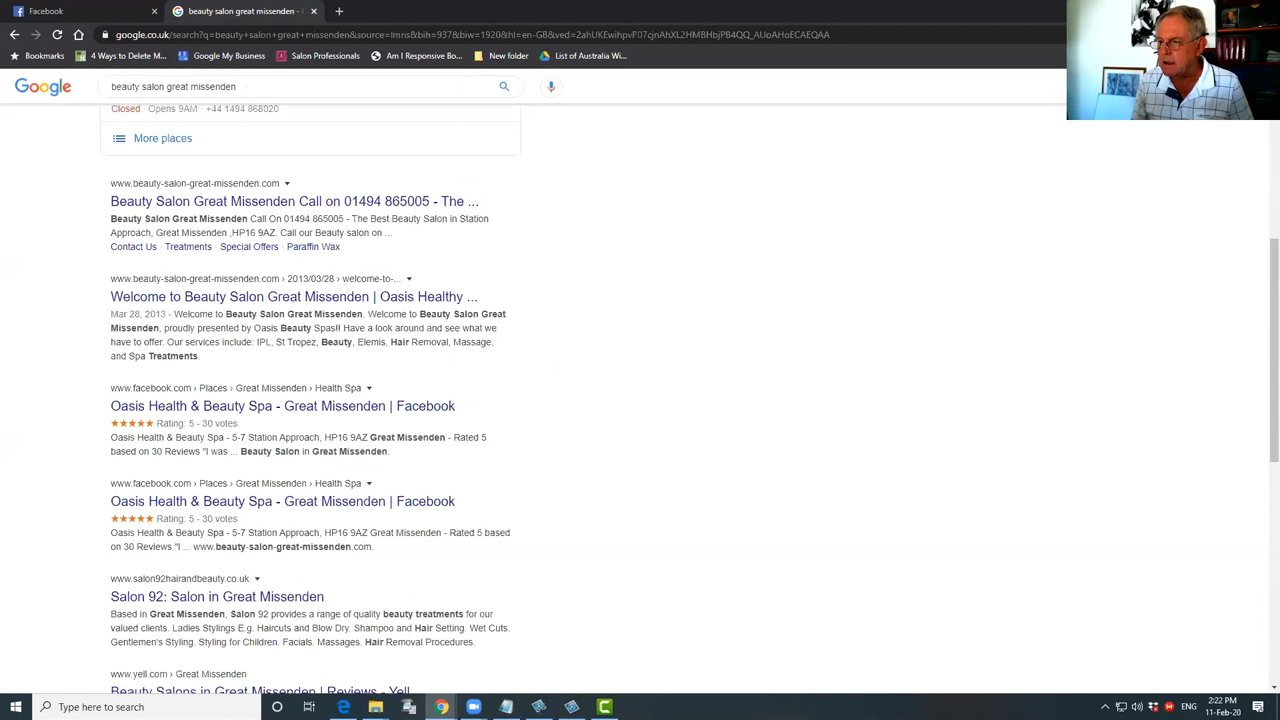 Facebook
beauty salon great missenden -
google.co.uk/search?q=beauty+salon+great+missenden&source=lmns&bih=937&biw=1920&hl=en-GB&ved=2ahUKEwihpvP07cjnAhXL2HMBHbjPB4QQ_AUoAHoECAEQAA
Bookmarks
4 Ways to Create M...
Google My Business
Salon Professionals
Am I Responsive Bo...
New folder
List of Australia Wi...
Google
beauty salon great missenden
Closed · Opens 9AM · +44 1494 868020
More places
www.beauty-salon-great-missenden.com
Beauty Salon Great Missenden Call on 01494 865005 - The ...
Beauty Salon Great Missenden Call On 01494 865005 - The Best Beauty Salon in Station
Approach, Great Missenden ,HP16 9AZ. Call our Beauty salon on ...
Contact Us · Treatments · Special Offers · Paraffin Wax
www.beauty-salon-great-missenden.com › 2013/03/28 › welcome-to-...
Welcome to Beauty Salon Great Missenden | Oasis Healthy ...
Mar 28, 2013 - Welcome to Beauty Salon Great Missenden. Welcome to Beauty Salon Great
Missenden, proudly presented by Oasis Beauty Spas!! Have a look around and see what we
have to offer. Our services include: IPL, St Tropez, Beauty, Elemis, Hair Removal, Massage,
and Spa Treatments.
www.facebook.com › Places › Great Missenden › Health Spa
Oasis Health & Beauty Spa - Great Missenden | Facebook
★★★★★ Rating: 5 - 30 votes
Oasis Health & Beauty Spa - 5-7 Station Approach, HP16 9AZ Great Missenden - Rated 5
based on 30 Reviews "I was ... Beauty Salon in Great Missenden.
www.facebook.com › Places › Great Missenden › Health Spa
Oasis Health & Beauty Spa - Great Missenden | Facebook
★★★★★ Rating: 5 - 30 votes
Oasis Health & Beauty Spa - 5-7 Station Approach, HP16 9AZ Great Missenden - Rated 5 based
on 30 Reviews "I ... www.beauty-salon-great-missenden.com.
www.salon92hairandbeauty.co.uk
Salon 92: Salon in Great Missenden
Based in Great Missenden, Salon 92 provides a range of quality beauty treatments for our
valued clients. Ladies Stylings E.g. Haircuts and Blow Dry. Shampoo and Hair Setting. Wet Cuts.
Gentlemen's Styling. Styling for Children. Facials. Massages. Hair Removal Procedures.
www.yell.com › Great Missenden
Beauty Salons in Great Missenden | Reviews - Yell
Type here to search
ENG
2:22 PM
11-Feb-20